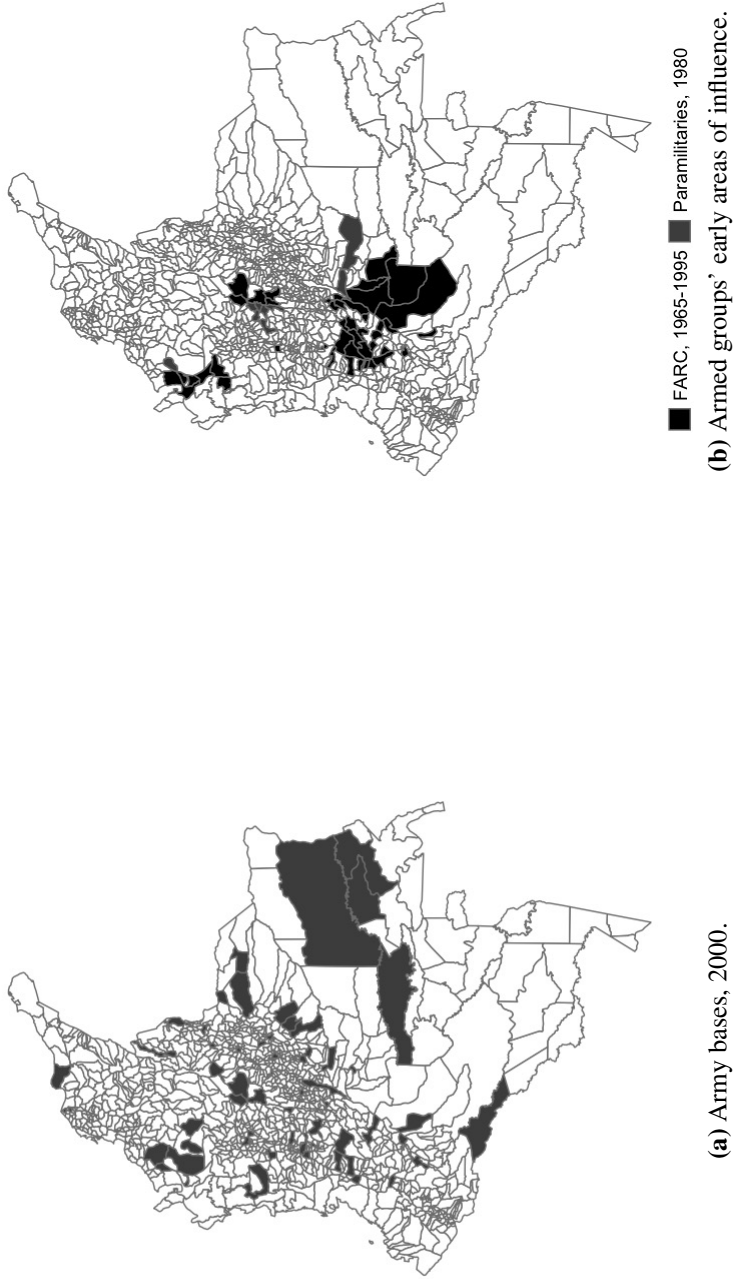 (a) Army bases, 2000.
FARC, 1965-1995 Paramilitaries, 1980
(b) Armed groups’ early areas of influence.